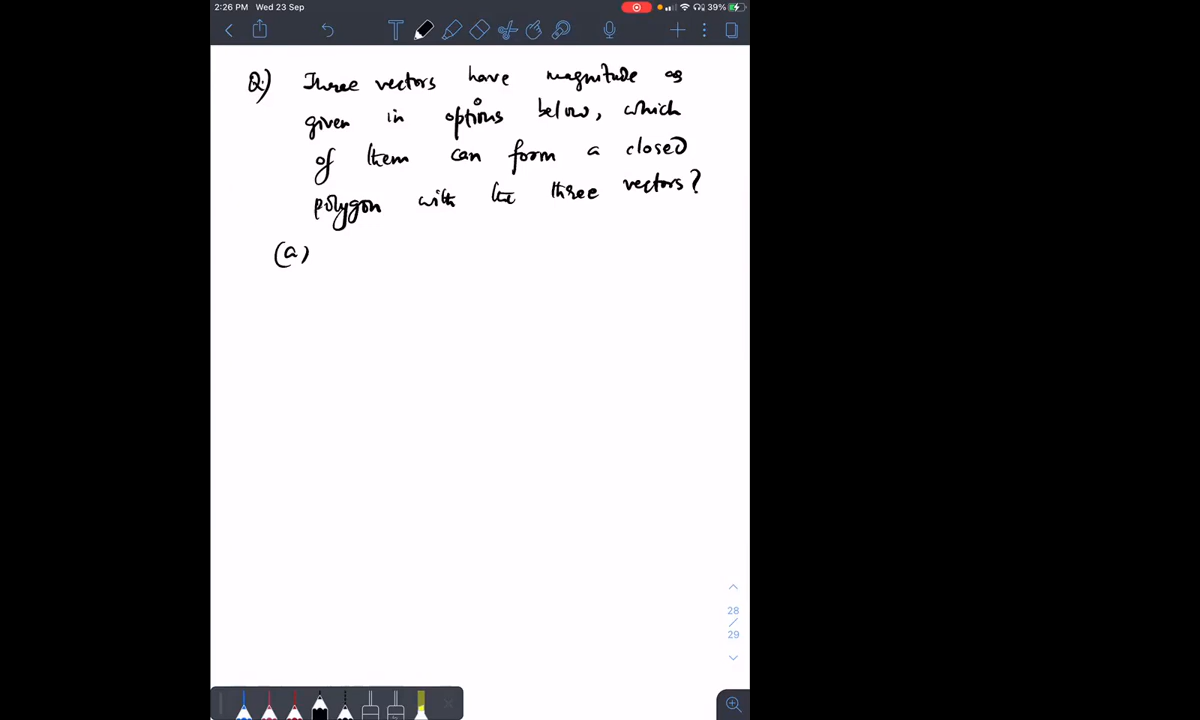 2:26 PM Wed 23 Sep
39%
T
Q.) Three vectors have magnitude as
given in options below, which
of them can form a closed
polygon with the three vectors?
(a)
28
/
29